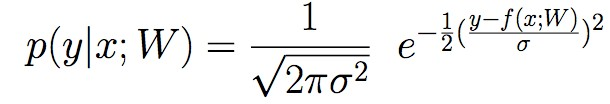 p(y|x; W) = \frac{1}{\sqrt{2\pi\sigma^2}} e^{-\frac{1}{2}(\frac{y-f(x;W)}{\sigma})^2}